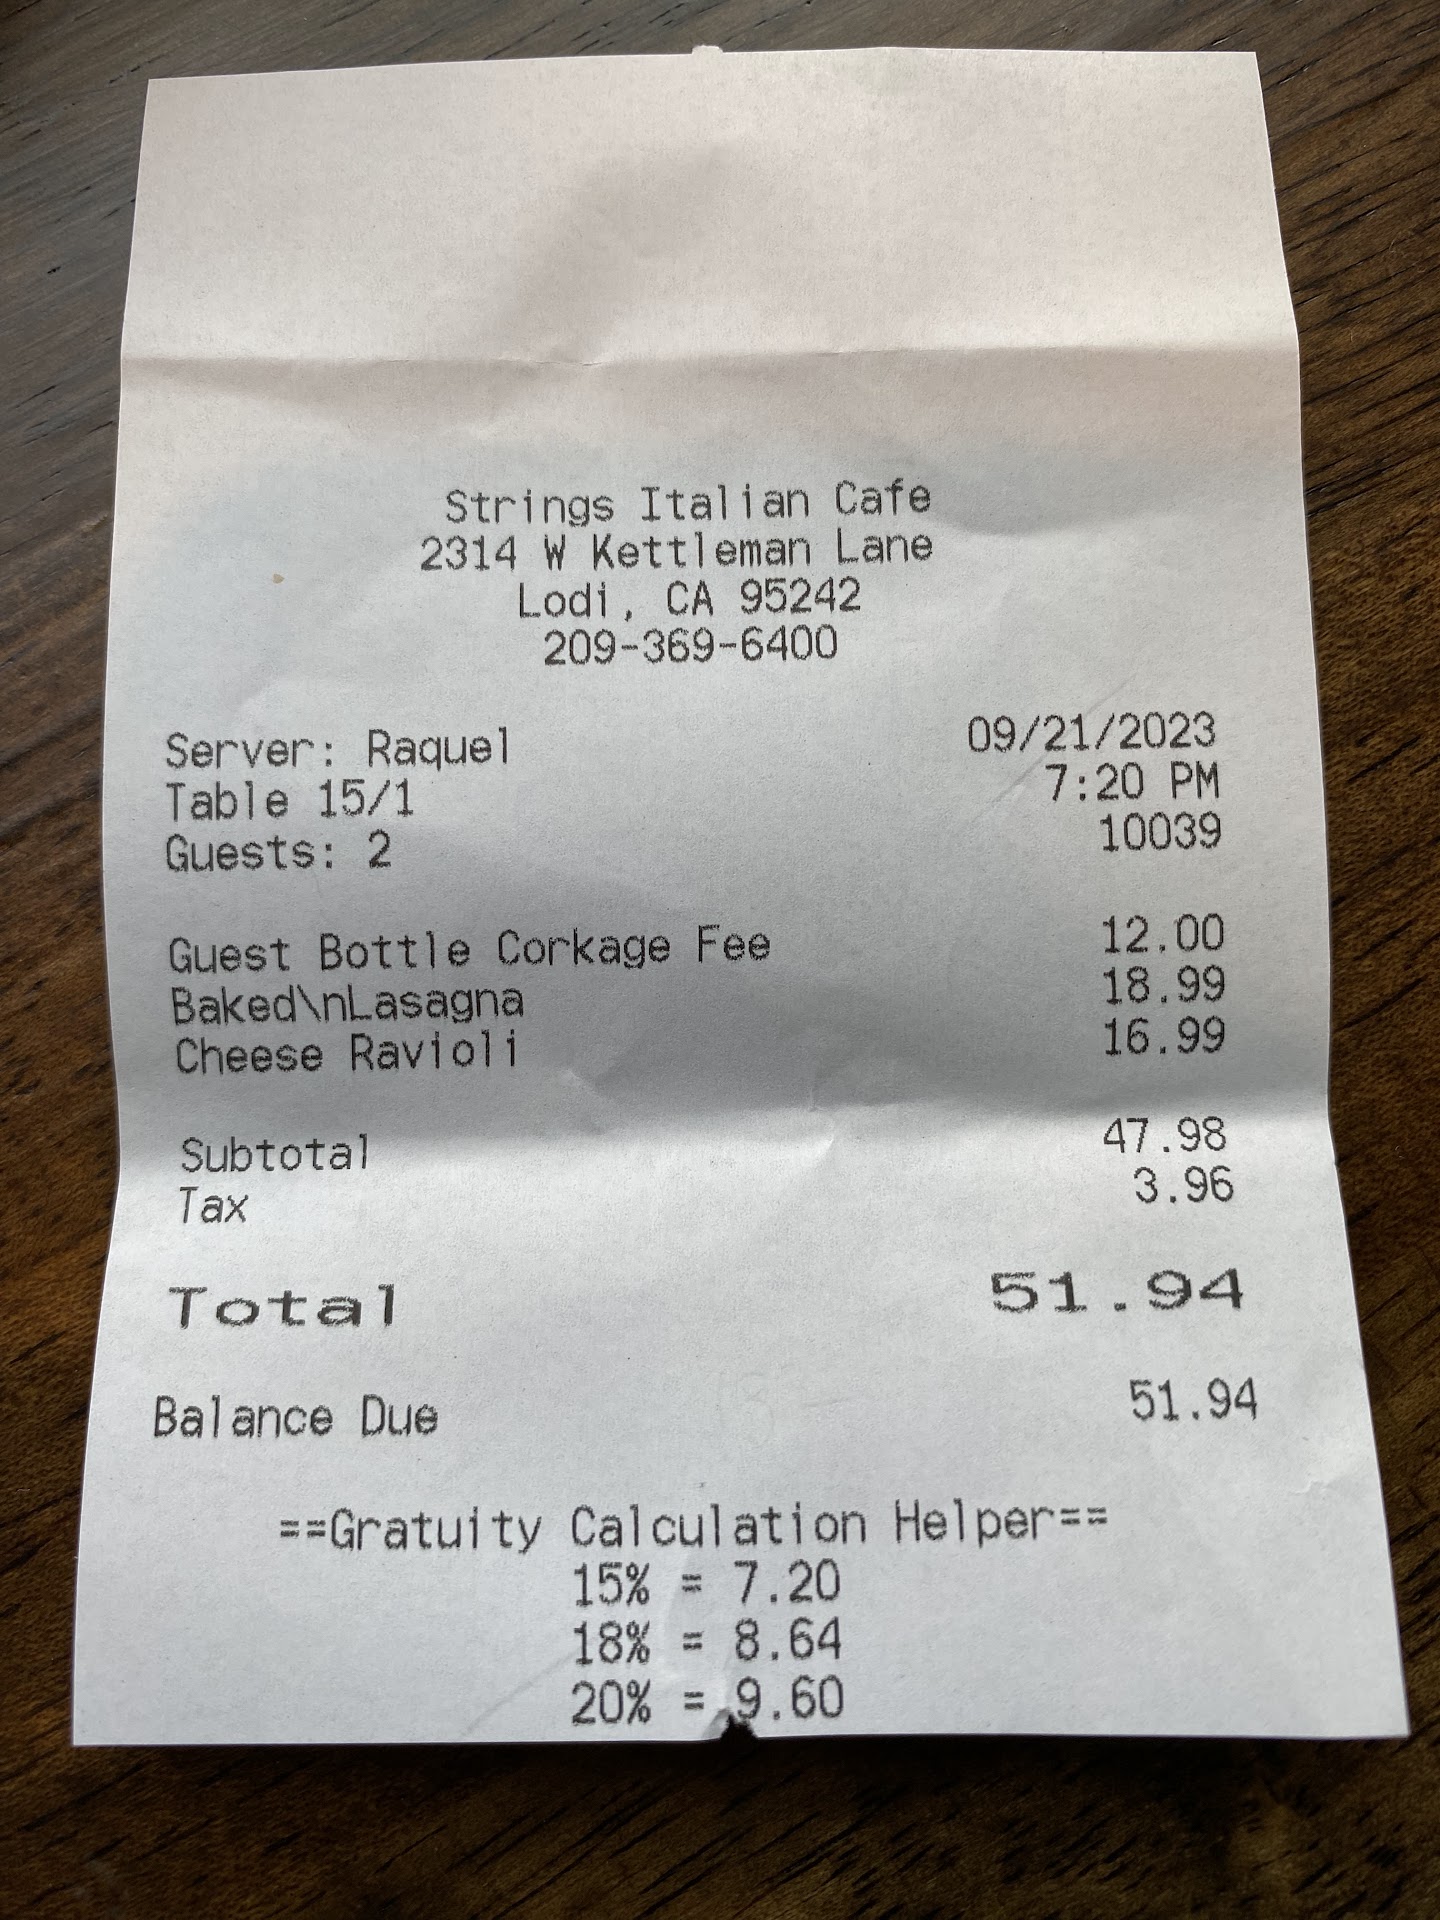 Strings Italian Cafe
2314 W Kettleman Lane
Lodi, CA 95242
209-369-6400
Server: Raquel 09/21/2023
Table 15/1 7:20 PM
Guests: 2 10039
Guest Bottle Corkage Fee 12.00
Baked\nLasagna 18.99
Cheese Ravioli 16.99
Subtotal 47.98
Tax 3.96
Total 51.94
Balance Due 51.94
==Gratuity Calculation Helper==
15% = 7.20
18% = 8.64
20% = 9.60